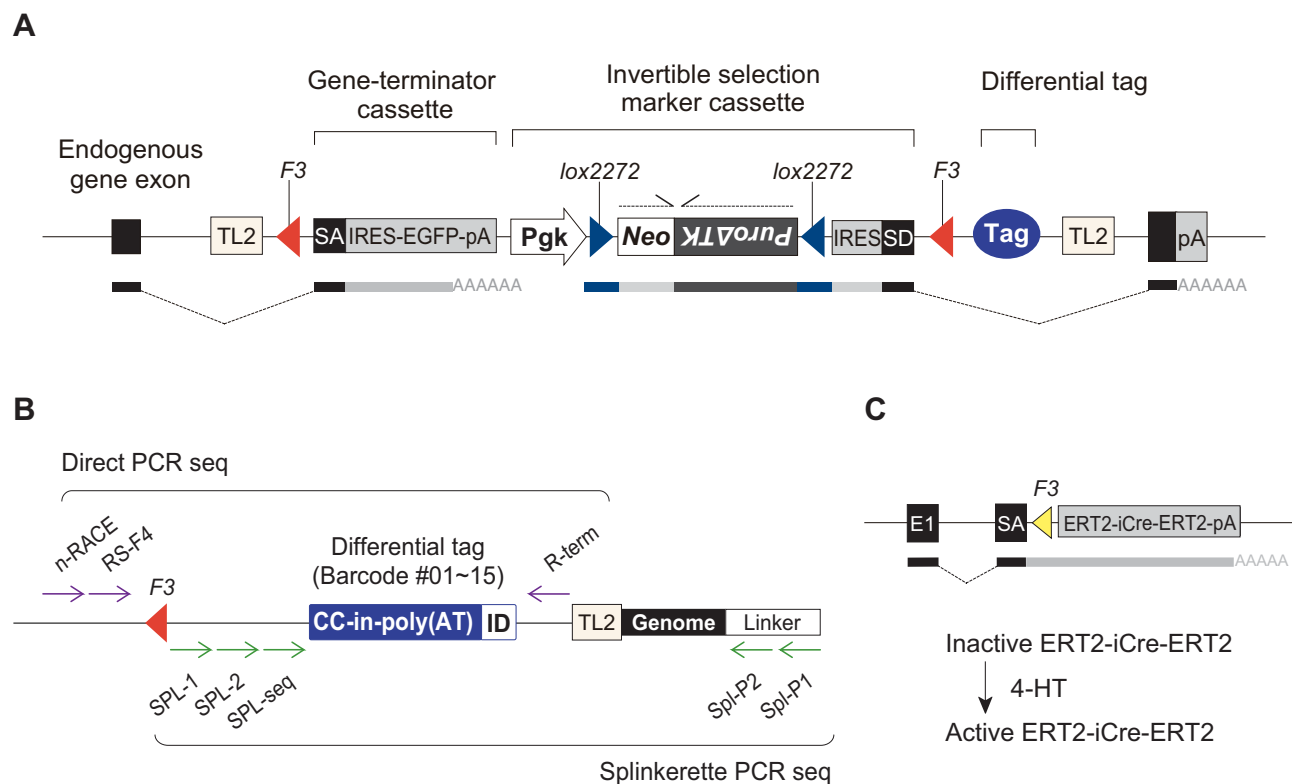 A
Gene-terminator
cassette
Invertible selection
marker cassette
Differential tag
Endogenous
gene exon
F3
lox2272
lox2272
F3
TL2
SA
IRES-EGFP-pA
Pgk
Neo
PuroΔTK
IRES
SD
Tag
TL2
pA
AAAAAA
AAAAAA
B
Direct PCR seq
n-RACE
RS-F4
F3
Differential tag
(Barcode #01~15)
R-term
CC-in-poly(AT)
ID
TL2
Genome
Linker
SPL-1
SPL-2
SPL-seq
Spl-P2
Spl-P1
Splinkerette PCR seq
C
F3
E1
SA
ERT2-iCre-ERT2-pA
AAAAA
Inactive ERT2-iCre-ERT2
4-HT
Active ERT2-iCre-ERT2